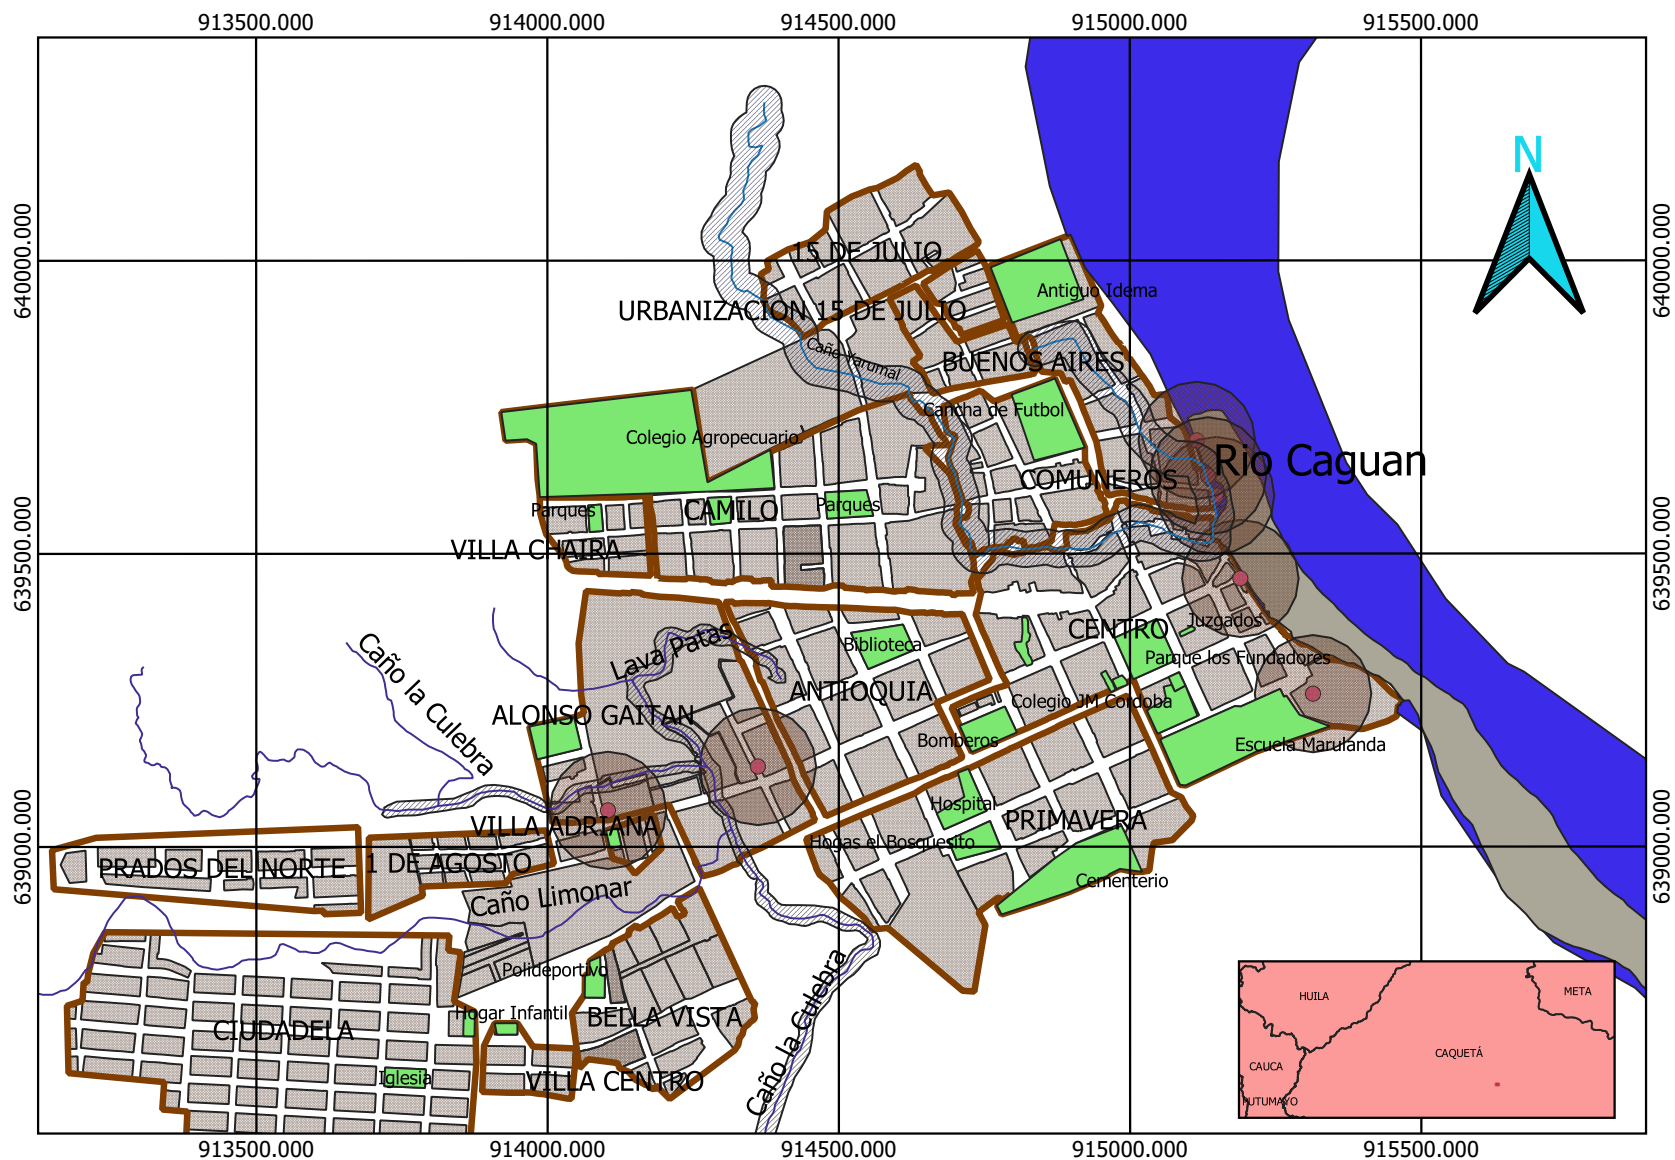 913500.000 914000.000 914500.000 915000.000 915500.000
N
640000.000
640000.000
15 DE JULIO
Antiguo Idema
URBANIZACION 15 DE JULIO
Caño Yarumal
BUENOS AIRES
Cancha de Futbol
Colegio Agropecuario
Rio Caguan
COMUNEROS
Parques
CAMILO
Parques
VILLA CHAIRA
639500.000
639500.000
Juzgados
CENTRO
Lava Patas
Biblioteca
Parque los Fundadores
Caño la Culebra
ANTIOQUIA
Colegio JM Cordoba
ALONSO GAITAN
Bomberos
Escuela Marulanda
Hospital
PRIMAVERA
VILLA ADRIANA
Hogas el Bosquesito
639000.000
639000.000
PRADOS DEL NORTE
1 DE AGOSTO
Cementerio
Caño Limonar
Polideportivo
Hogar Infantil
BELLA VISTA
CIUDADELA
Caño la Culebra
Iglesia
VILLA CENTRO
HUILA
META
CAQUETÁ
CAUCA
PUTUMAYO
913500.000 914000.000 914500.000 915000.000 915500.000